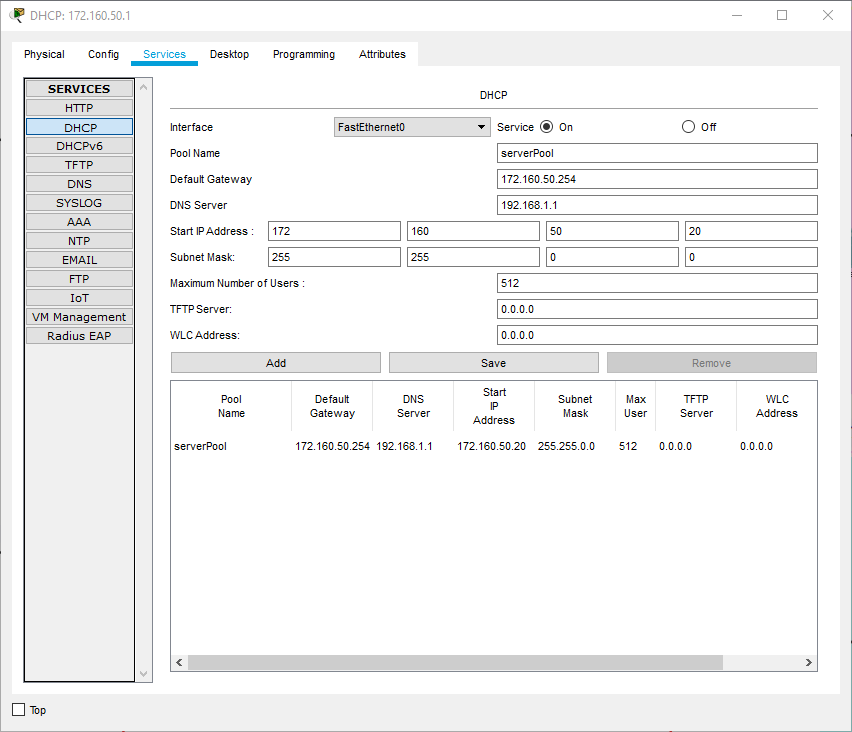 DHCP: 172.160.50.1
Physical Config Services Desktop Programming Attributes
SERVICES
HTTP
DHCP
DHCPv6
TFTP
DNS
SYSLOG
AAA
NTP
EMAIL
FTP
IoT
VM Management
Radius EAP
DHCP
Interface FastEthernet0 Service On Off
Pool Name serverPool
Default Gateway 172.160.50.254
DNS Server 192.168.1.1
Start IP Address : 172 160 50 20
Subnet Mask: 255 255 0 0
Maximum Number of Users : 512
TFTP Server: 0.0.0.0
WLC Address: 0.0.0.0
Add Save Remove
Pool Name Default Gateway DNS Server Start IP Address Subnet Mask Max User TFTP Server WLC Address
serverPool 172.160.50.254 192.168.1.1 172.160.50.20 255.255.0.0 512 0.0.0.0 0.0.0.0
Top